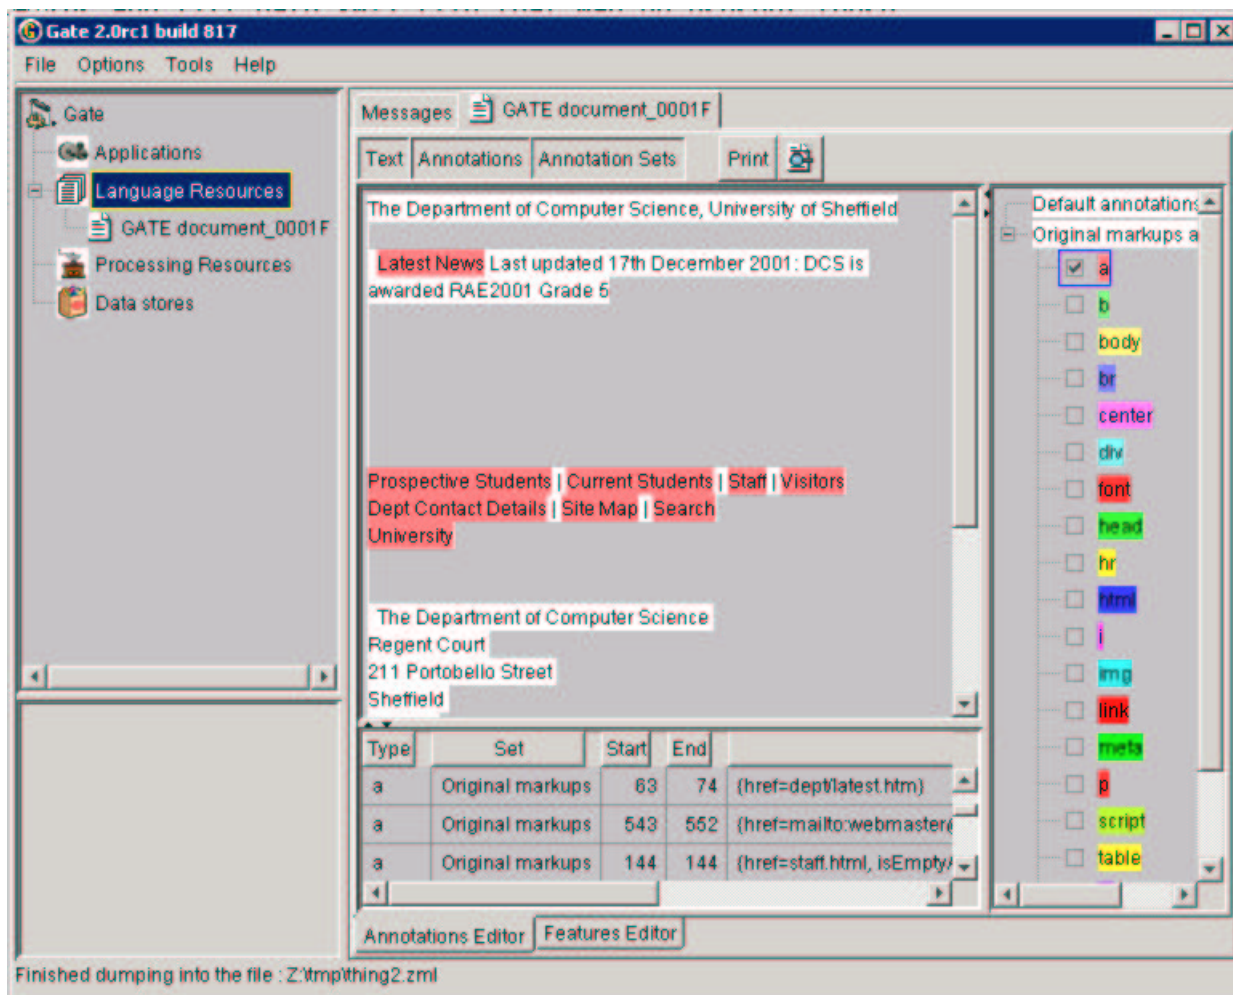 Gate 2.0rc1 build 817
File Options Tools Help
Gate
Applications
Language Resources
GATE document_0001F
Processing Resources
Data stores
Messages GATE document_0001F
Text Annotations Annotation Sets Print
The Department of Computer Science, University of Sheffield
Latest News Last updated 17th December 2001: DCS is
awarded RAE2001 Grade 5
Prospective Students | Current Students | Staff | Visitors
Dept Contact Details | Site Map | Search
University
The Department of Computer Science
Regent Court
211 Portobello Street
Sheffield
Default annotations
Original markups a
a
b
body
br
center
div
font
head
hr
html
i
img
link
meta
p
script
table
Type Set Start End
a Original markups 63 74 {href=dept/latest.htm}
a Original markups 543 552 {href=mailto:webmaster@
a Original markups 144 144 {href=staff.html, isEmptyA
Annotations Editor Features Editor
Finished dumping into the file : Z:\tmp\thing2.zml